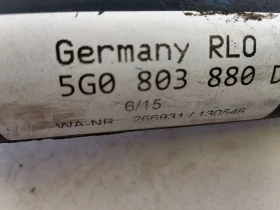 Germany RLO
5G0 803 880 D
6/15
WA-NR. 266931 / 130546